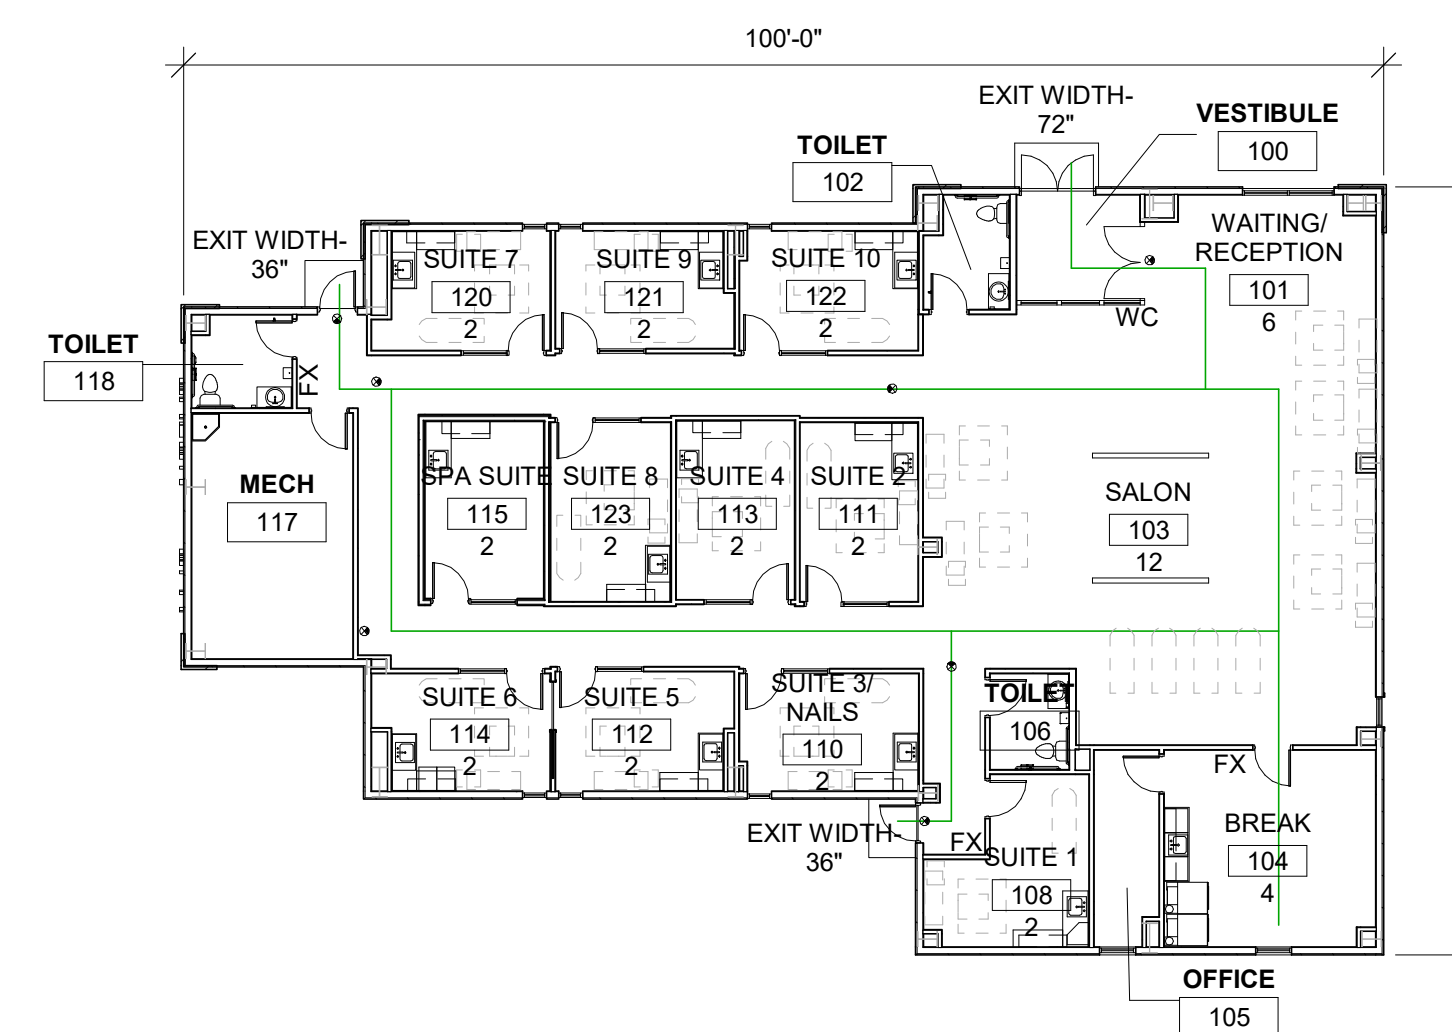 100'-0"
EXIT WIDTH-
72"
VESTIBULE
100
TOILET
102
WAITING/
RECEPTION
101
6
EXIT WIDTH-
36"
SUITE 7
120
2
SUITE 9
121
2
SUITE 10
122
2
WC
TOILET
118
FX
MECH
117
SPA SUITE
115
2
SUITE 8
123
2
SUITE 4
113
2
SUITE 2
111
2
SALON
103
12
SUITE 6
114
2
SUITE 5
112
2
SUITE 3/
NAILS
110
2
TOILET
106
FX
EXIT WIDTH-
36"
FX
SUITE 1
108
2
BREAK
104
4
OFFICE
105